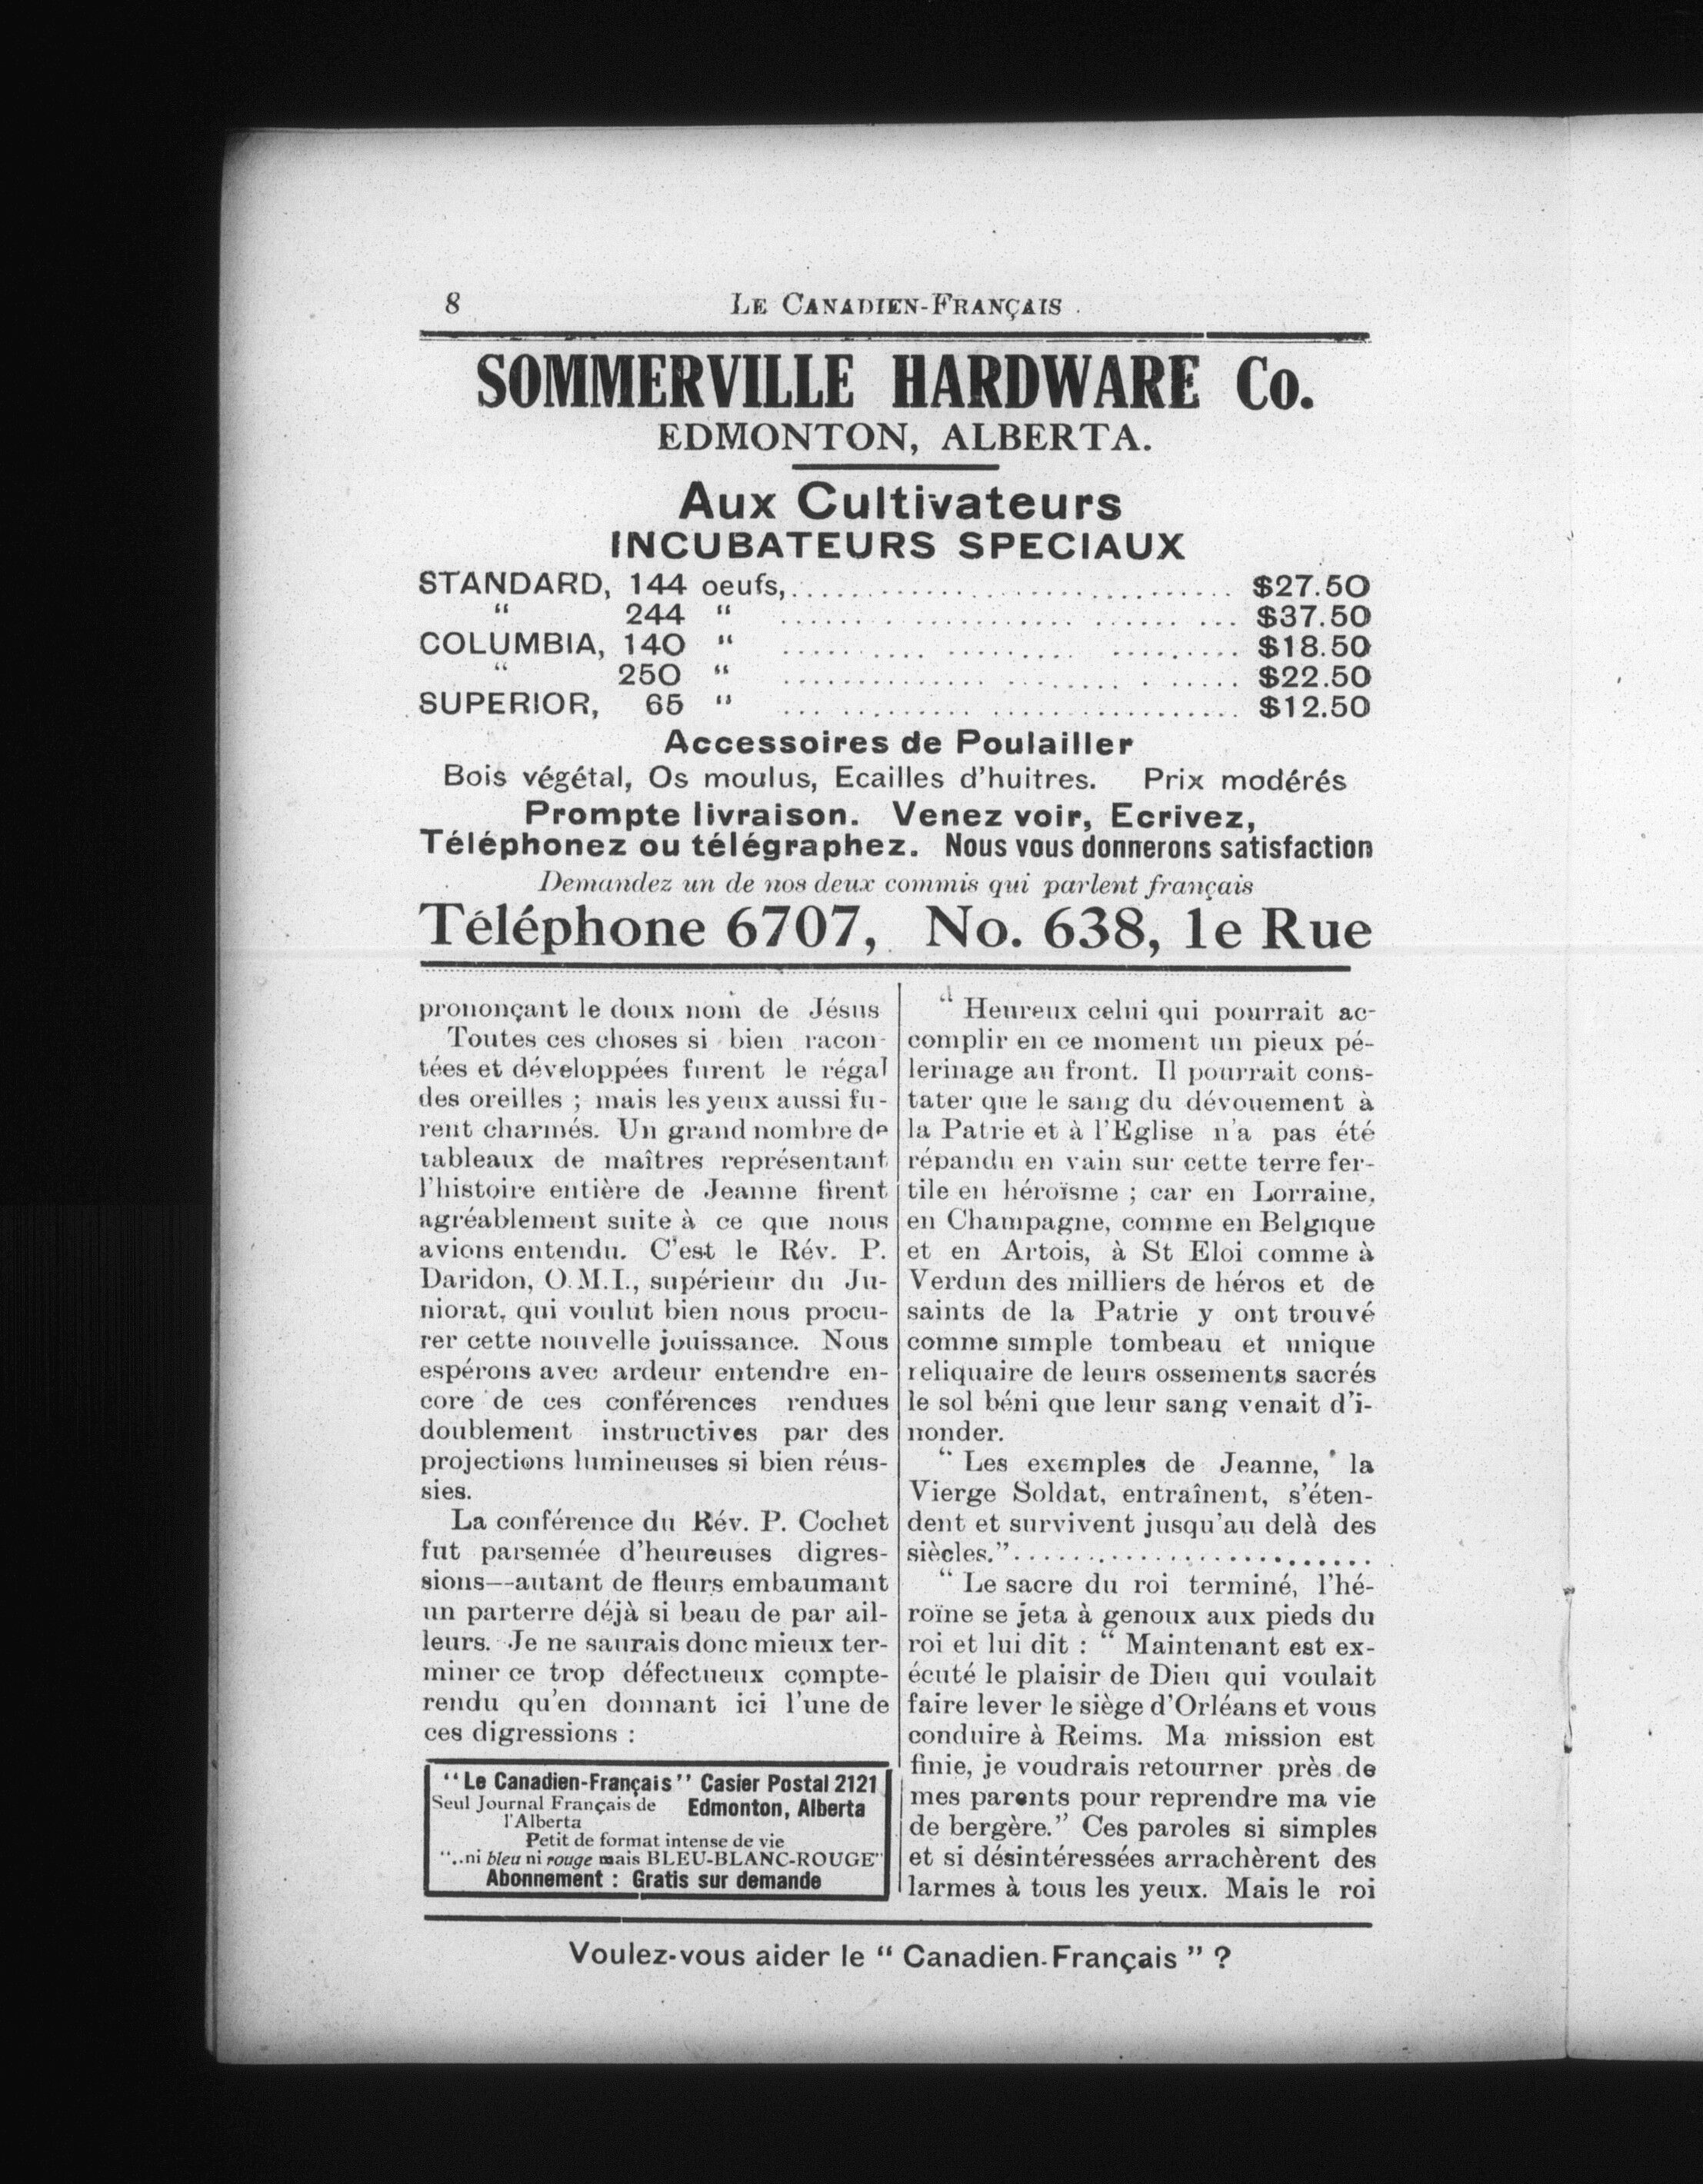 8
LE CANADIEN-FRANÇAIS
SOMMERVILLE HARDWARE Co.
EDMONTON, ALBERTA.
Aux Cultivateurs
INCUBATEURS SPECIAUX
STANDARD, 144 oeufs,.............................. $27.50
" 244 " .............................. $37.50
COLUMBIA, 140 " .............................. $18.50
" 250 " .............................. $22.50
SUPERIOR, 65 " .............................. $12.50
Accessoires de Poulailler
Bois végétal, Os moulus, Ecailles d'huitres. Prix modérés
Prompte livraison. Venez voir, Ecrivez,
Téléphonez ou télégraphez. Nous vous donnerons satisfaction
Demandez un de nos deux commis qui parlent français
Téléphone 6707, No. 638, 1e Rue
prononçant le doux nom de Jésus
Toutes ces choses si bien racon-
tées et développées furent le régal
des oreilles ; mais les yeux aussi fu-
rent charmés. Un grand nombre de
tableaux de maîtres représentant
l'histoire entière de Jeanne firent
agréablement suite à ce que nous
avions entendu. C'est le Rév. P.
Daridon, O.M.I., supérieur du Ju-
niorat, qui voulut bien nous procu-
rer cette nouvelle jouissance. Nous
espérons avec ardeur entendre en-
core de ces conférences rendues
doublement instructives par des
projections lumineuses si bien réus-
sies.
La conférence du Rév. P. Cochet
fut parsemée d'heureuses digres-
sions--autant de fleurs embaumant
un parterre déjà si beau de par ail-
leurs. Je ne saurais donc mieux ter-
miner ce trop défectueux compte-
rendu qu'en donnant ici l'une de
ces digressions :
"Le Canadien-Français" Casier Postal 2121
Seul Journal Français de Edmonton, Alberta
l'Alberta
Petit de format intense de vie
"..ni bleu ni rouge mais BLEU-BLANC-ROUGE"
Abonnement : Gratis sur demande
" Heureux celui qui pourrait ac-
complir en ce moment un pieux pé-
lerinage au front. Il pourrait cons-
tater que le sang du dévouement à
la Patrie et à l'Eglise n'a pas été
répandu en vain sur cette terre fer-
tile en héroïsme ; car en Lorraine,
en Champagne, comme en Belgique
et en Artois, à St Eloi comme à
Verdun des milliers de héros et de
saints de la Patrie y ont trouvé
comme simple tombeau et unique
reliquaire de leurs ossements sacrés
le sol béni que leur sang venait d'i-
nonder.
" Les exemples de Jeanne, ' la
Vierge Soldat, entraînent, s'éten-
dent et survivent jusqu'au delà des
siècles."..............................
" Le sacre du roi terminé, l'hé-
roïne se jeta à genoux aux pieds du
roi et lui dit : " Maintenant est ex-
écuté le plaisir de Dieu qui voulait
faire lever le siège d'Orléans et vous
conduire à Reims. Ma mission est
finie, je voudrais retourner près de
mes parents pour reprendre ma vie
de bergère." Ces paroles si simples
et si désintéressées arrachèrent des
larmes à tous les yeux. Mais le roi
Voulez-vous aider le " Canadien-Français " ?